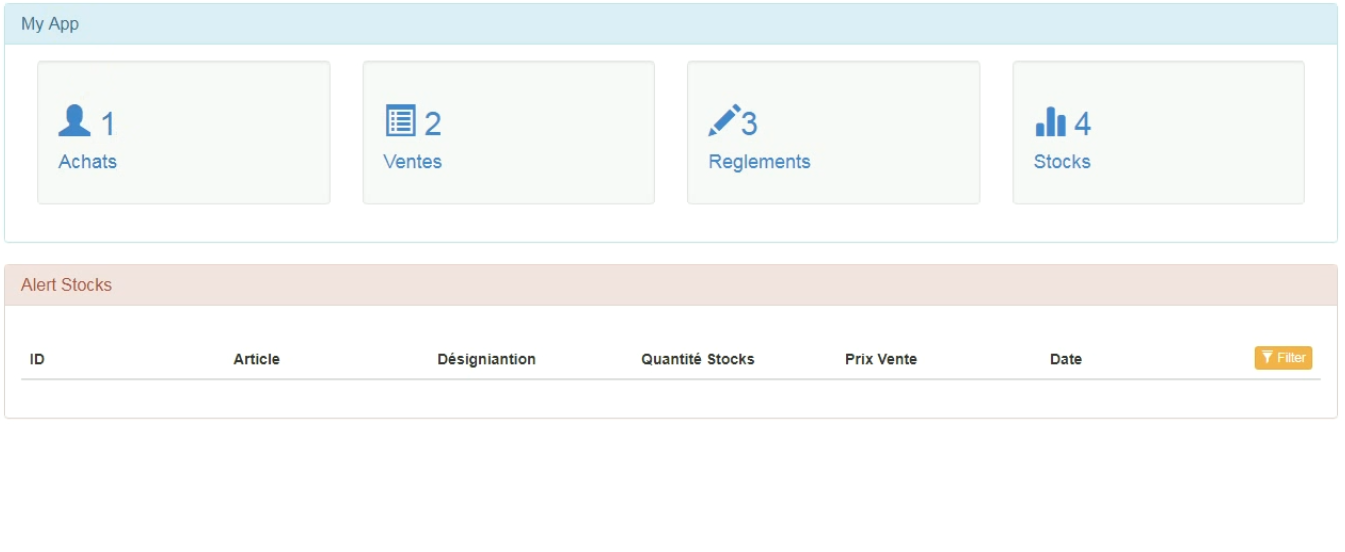 My App
1 2 3 4
Achats Ventes Reglements Stocks
Alert Stocks
ID Article Désigniantion Quantité Stocks Prix Vente Date Filter